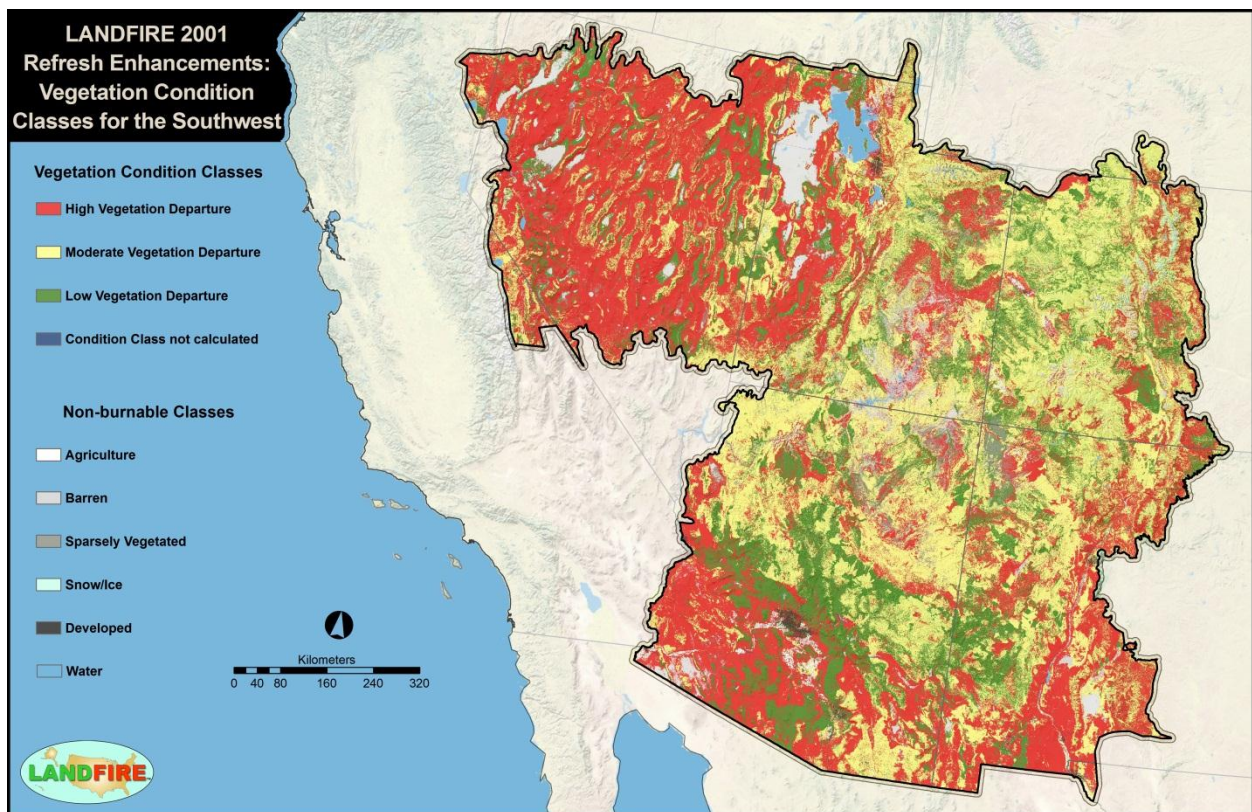 LANDFIRE 2001
Refresh Enhancements:
Vegetation Condition
Classes for the Southwest
Vegetation Condition Classes
High Vegetation Departure
Moderate Vegetation Departure
Low Vegetation Departure
Condition Class not calculated
Non-burnable Classes
Agriculture
Barren
Sparsely Vegetated
Snow/Ice
Developed
Water
Kilometers
0 40 80 160 240 320
LANDFIRE